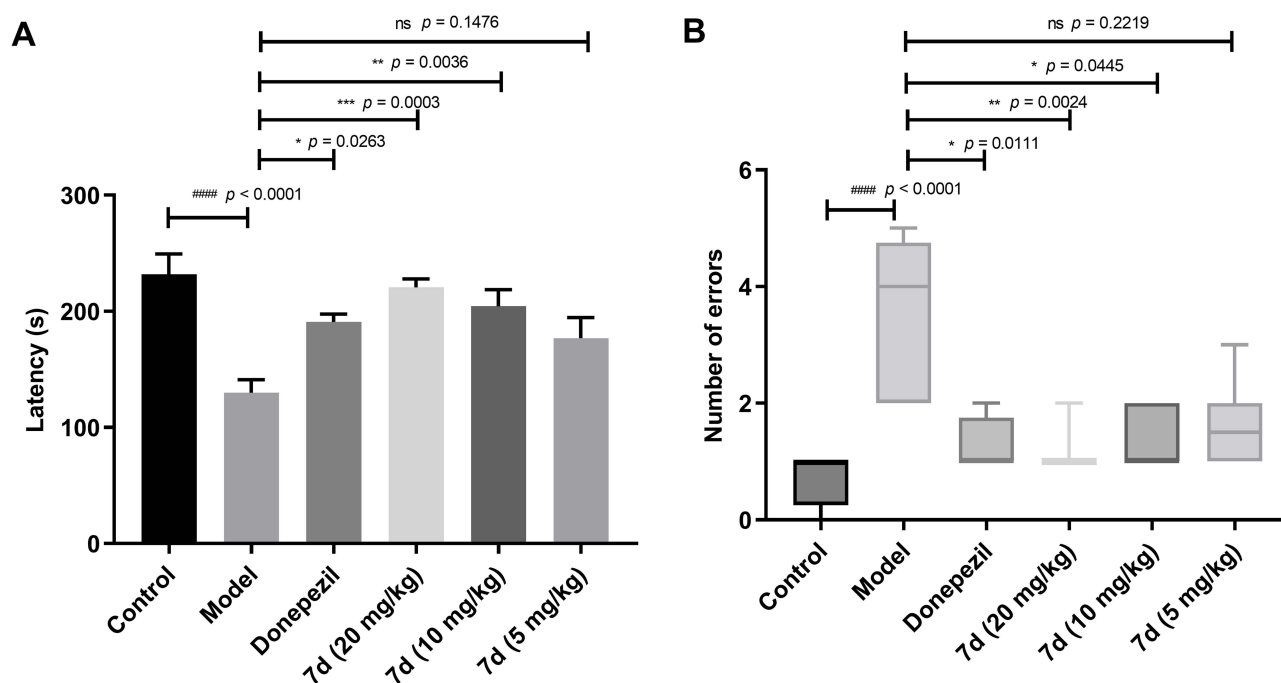 A
ns p = 0.1476
** p = 0.0036
*** p = 0.0003
* p = 0.0263
#### p < 0.0001
300
200
100
0
Latency (s)
Control
Model
Donepezil
7d (20 mg/kg)
7d (10 mg/kg)
7d (5 mg/kg)
B
ns p = 0.2219
* p = 0.0445
** p = 0.0024
* p = 0.0111
#### p < 0.0001
6
4
2
0
Number of errors
Control
Model
Donepezil
7d (20 mg/kg)
7d (10 mg/kg)
7d (5 mg/kg)